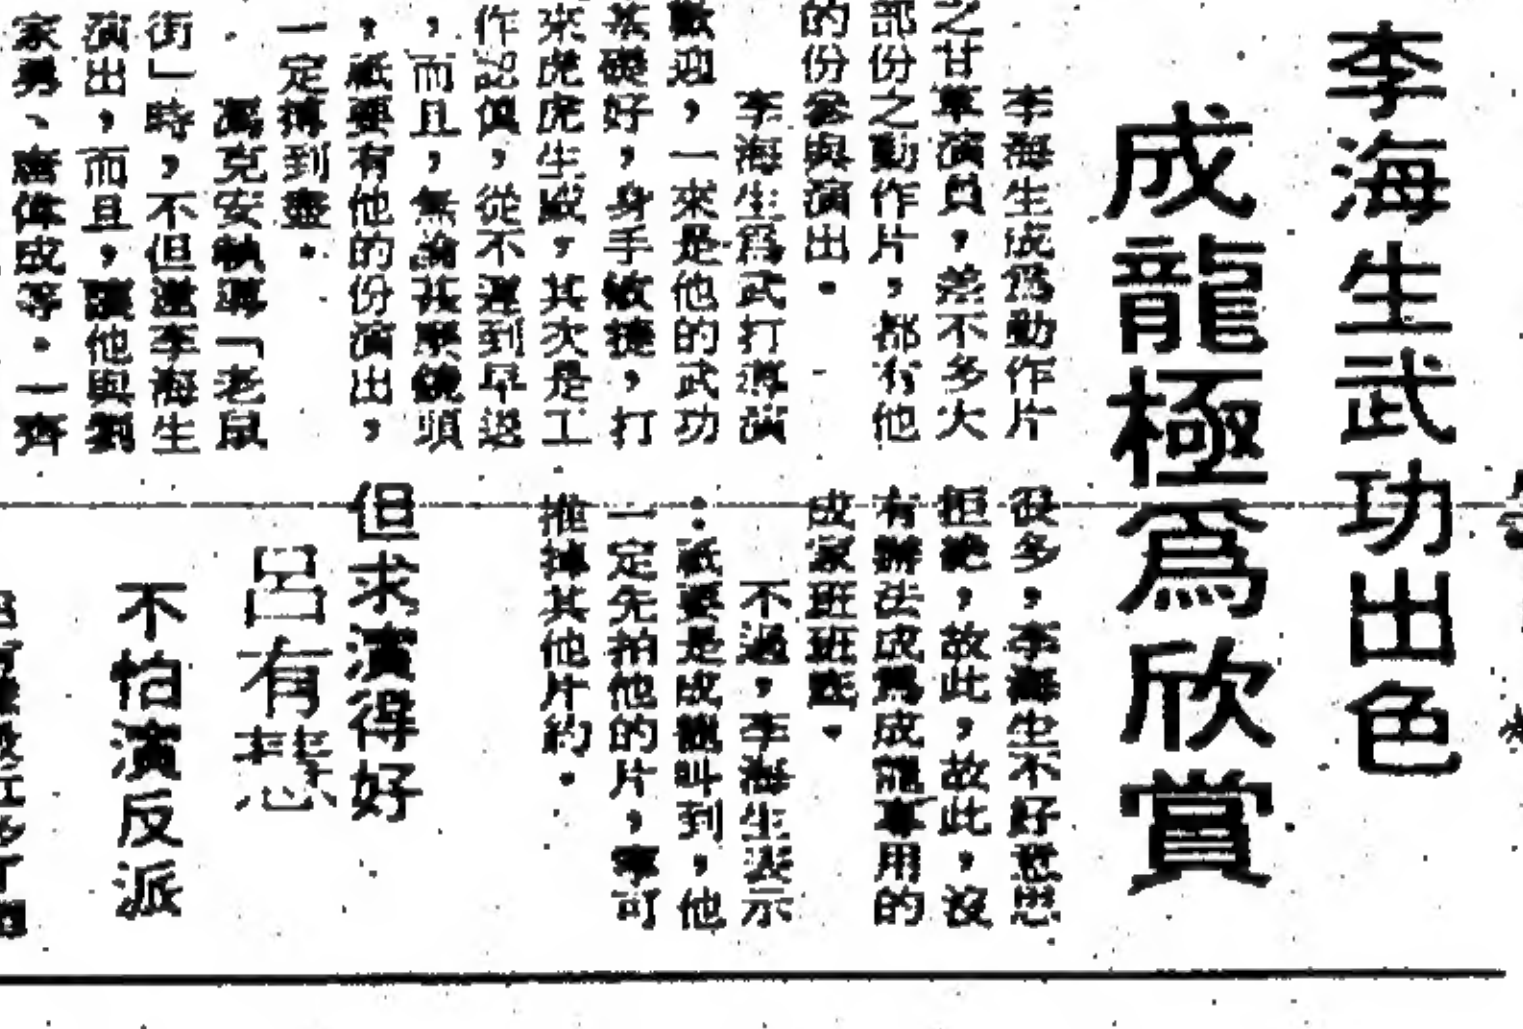 李海生武功出色
成龍極為欣賞
李海生成為動作片
之甘草演員，差不多大
部份之動作片，都有他
的份參與演出。
李海生為武打導演
歡迎，一來是他的武功
基礎好，身手敏捷，打
來虎虎生威，其次是工
作認真，從不遲到早退
，而且，無論甚麼鏡頭
，祇要有他的份演出，
一定搏到盡。
馮克安執導「老鼠
街」時，不但選李海生
演出，而且，讓他與劉
家勇、唐偉成等。一齊
很多，李海生不好意思
拒絕，故此，故此，沒
有辦法成為成龍專用的
成家班班底。
不過，李海生表示
：祇要是成龍叫到，他
一定先拍他的片，寧可
推掉其他片約。
但求演得好
呂有慧
不怕演反派